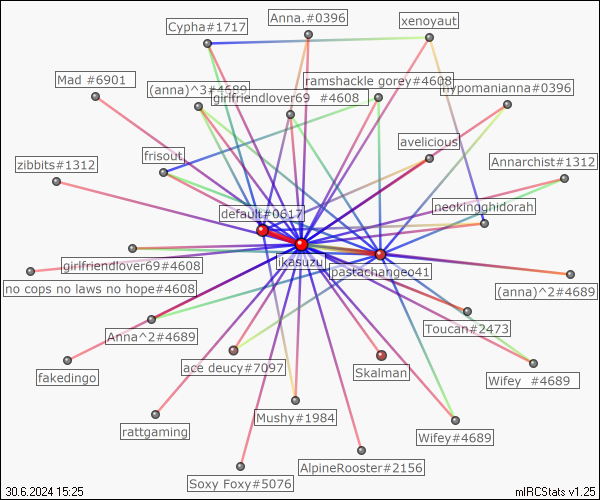 Cypha#1717
Anna.#0396
xenoyaut
Mad #6901
(anna)^3#4689
girlfriendlover69  #4608
ramshackle gorey#4608
hypomanianna#0396
zibbits#1312
frisout
avelicious
Annarchist#1312
default#0617
neokingghidorah
girlfriendlover69#4608
ikasuzu
pastachangeo41
no cops no laws no hope#4608
(anna)^2#4689
Anna^2#4689
Toucan#2473
fakedingo
ace deucy#7097
Skalman
Wifey  #4689
rattgaming
Mushy#1984
Wifey#4689
Soxy Foxy#5076
AlpineRooster#2156
30.6.2024 15:25
mIRCStats v1.25